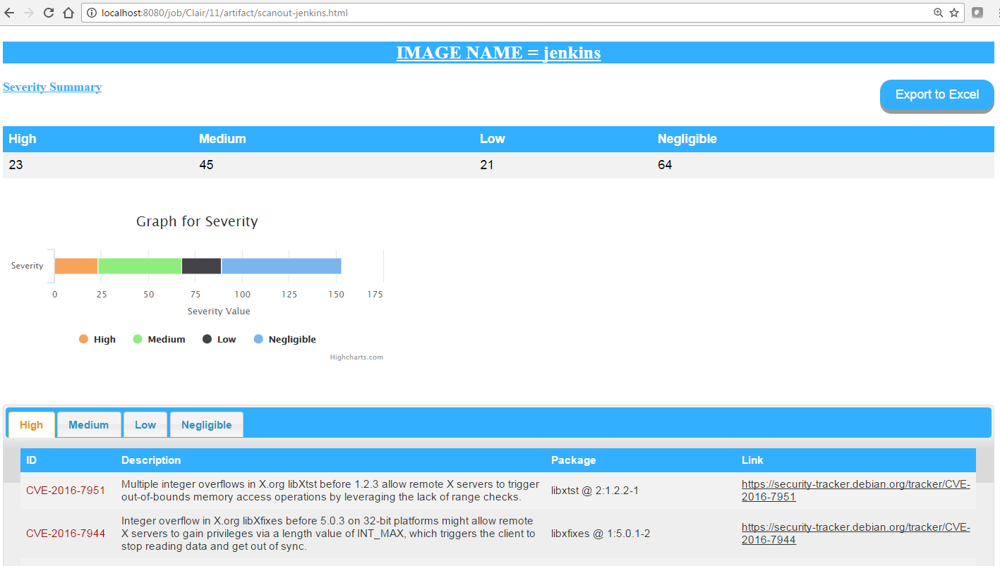 localhost:8080/job/Clair/11/artifact/scanout-jenkins.html
IMAGE NAME = jenkins
Severity Summary
Export to Excel
High Medium Low Negligible
23 45 21 64
Graph for Severity
Severity
0 25 50 75 100 125 150 175
Severity Value
High Medium Low Negligible
Highcharts.com
High Medium Low Negligible
ID Description Package Link
CVE-2016-7951
Multiple integer overflows in X.org libXtst before 1.2.3 allow remote X servers to trigger
out-of-bounds memory access operations by leveraging the lack of range checks.
libxtst @ 2:1.2.2-1
https://security-tracker.debian.org/tracker/CVE-
2016-7951
CVE-2016-7944
Integer overflow in X.org libXfixes before 5.0.3 on 32-bit platforms might allow remote
X servers to gain privileges via a length value of INT_MAX, which triggers the client to
stop reading data and get out of sync.
libxfixes @ 1:5.0.1-2
https://security-tracker.debian.org/tracker/CVE-
2016-7944